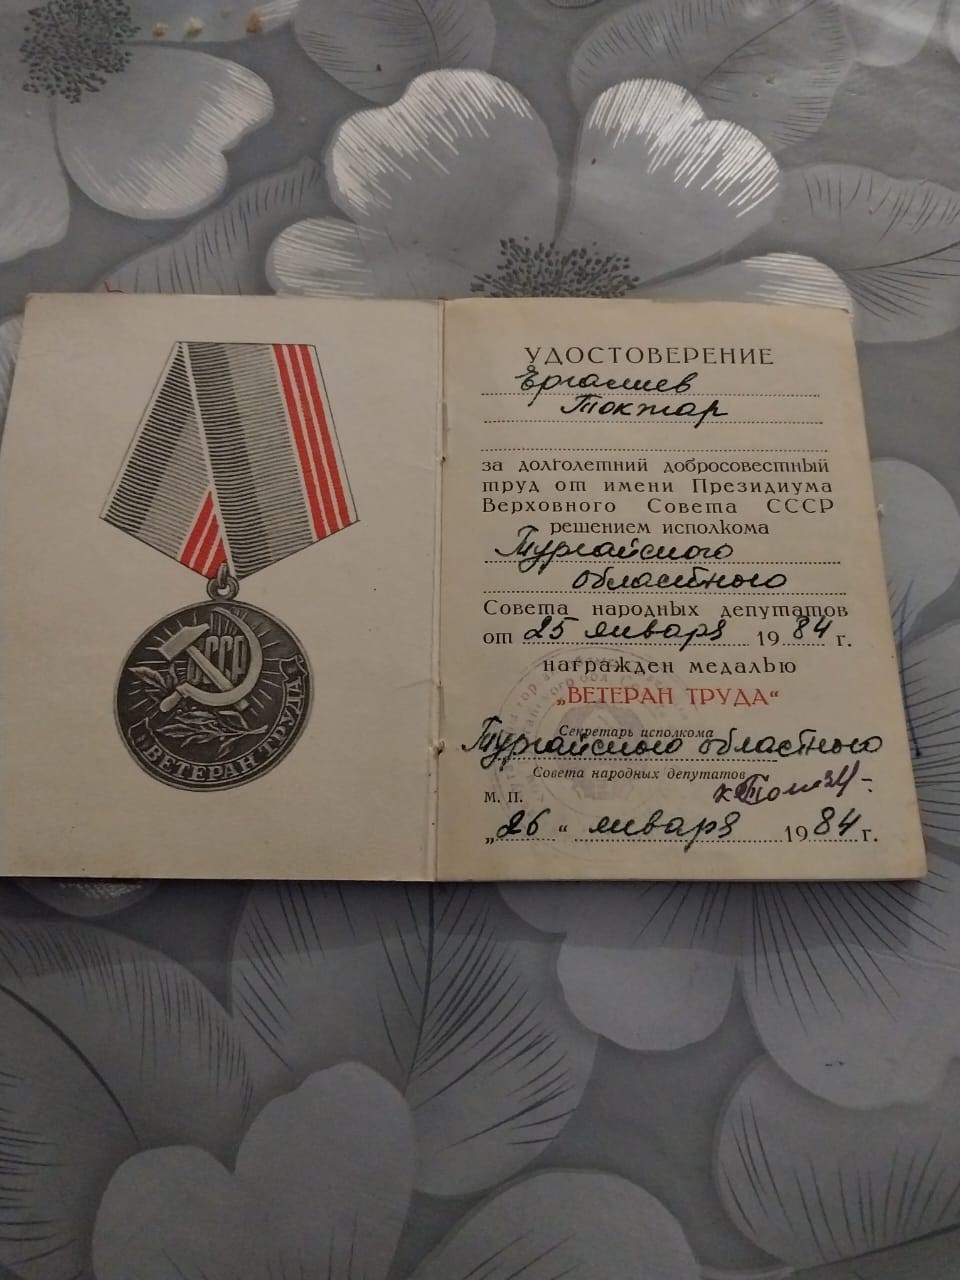 СССР
ВЕТЕРАН ТРУДА
УДОСТОВЕРЕНИЕ
Ергалиев
Токжар
за долголетний добросовестный
труд от имени Президиума
Верховного Совета СССР
решением исполкома
Тургайского
областного
Совета народных депутатов
от 25 января 1984 г.
награжден медалью
„ВЕТЕРАН ТРУДА“
Секретарь исполкома
Тургайского областного
Совета народных депутатов
М. П.
„26“ января 1984 г.